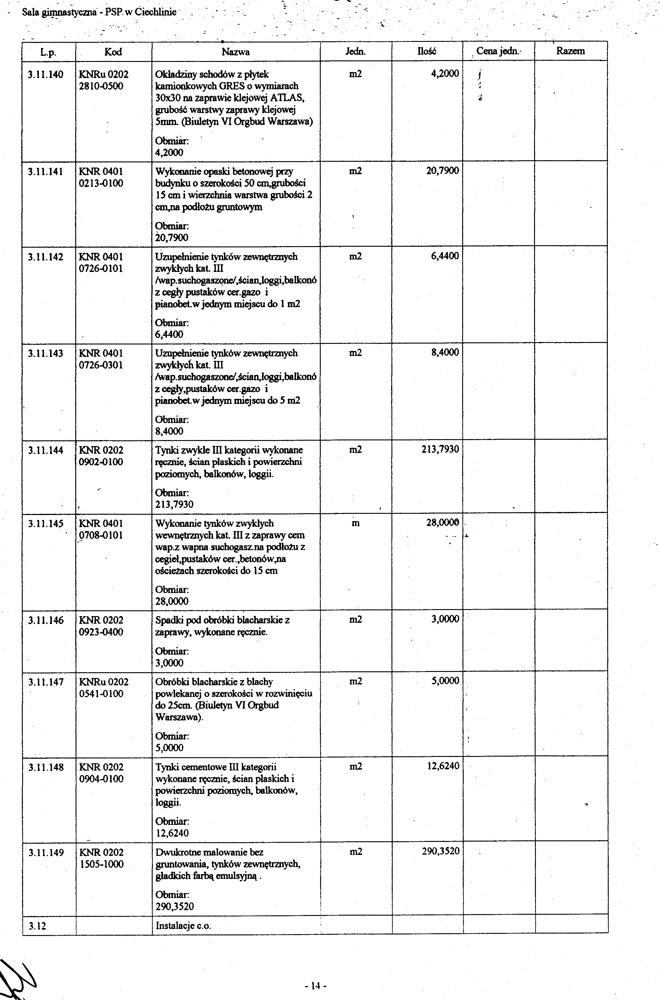 Sala gimnastyczna - PSP w Ciechlinie
L.p. Kod Nazwa Jedn. Ilość Cena jedn. Razem
3.11.140 KNRu 0202 Okładziny schodów z płytek m2 4,2000
2810-0500 kamionkowych GRES o wymiarach
30x30 na zaprawie klejowej ATLAS,
grubość warstwy zaprawy klejowej
5mm. (Biuletyn VI Orgbud Warszawa)
Obmiar:
4,2000
3.11.141 KNR 0401 Wykonanie opaski betonowej przy m2 20,7900
0213-0100 budynku o szerokości 50 cm,grubości
15 cm i wierzchnia warstwa grubości 2
cm,na podłożu gruntowym
Obmiar:
20,7900
3.11.142 KNR 0401 Uzupełnienie tynków zewnętrznych m2 6,4400
0726-0101 zwykłych kat. III
/wap.suchogaszone/,ścian,loggi,balkonó
z cegły pustaków cer.gazo i
pianobet.w jednym miejscu do 1 m2
Obmiar:
6,4400
3.11.143 KNR 0401 Uzupełnienie tynków zewnętrznych m2 8,4000
0726-0301 zwykłych kat. III
/wap.suchogaszone/,ścian,loggi,balkonó
z cegły,pustaków cer.gazo i
pianobet.w jednym miejscu do 5 m2
Obmiar:
8,4000
3.11.144 KNR 0202 Tynki zwykłe III kategorii wykonane m2 213,7930
0902-0100 ręcznie, ścian płaskich i powierzchni
poziomych, balkonów, loggii.
Obmiar:
213,7930
3.11.145 KNR 0401 Wykonanie tynków zwykłych m 28,0000
0708-0101 wewnętrznych kat. III z zaprawy cem
wap.z wapna suchogasz.na podłożu z
cegieł,pustaków cer.,betonów,na
ościeżach szerokości do 15 cm
Obmiar:
28,0000
3.11.146 KNR 0202 Spadki pod obróbki blacharskie z m2 3,0000
0923-0400 zaprawy, wykonane ręcznie.
Obmiar:
3,0000
3.11.147 KNRu 0202 Obróbki blacharskie z blachy m2 5,0000
0541-0100 powlekanej o szerokości w rozwinięciu
do 25cm. (Biuletyn VI Orgbud
Warszawa).
Obmiar:
5,0000
3.11.148 KNR 0202 Tynki cementowe III kategorii m2 12,6240
0904-0100 wykonane ręcznie, ścian płaskich i
powierzchni poziomych, balkonów,
loggii.
Obmiar:
12,6240
3.11.149 KNR 0202 Dwukrotne malowanie bez m2 290,3520
1505-1000 gruntowania, tynków zewnętrznych,
gładkich farbą emulsyjną .
Obmiar:
290,3520
3.12 Instalacje c.o.
- 14 -